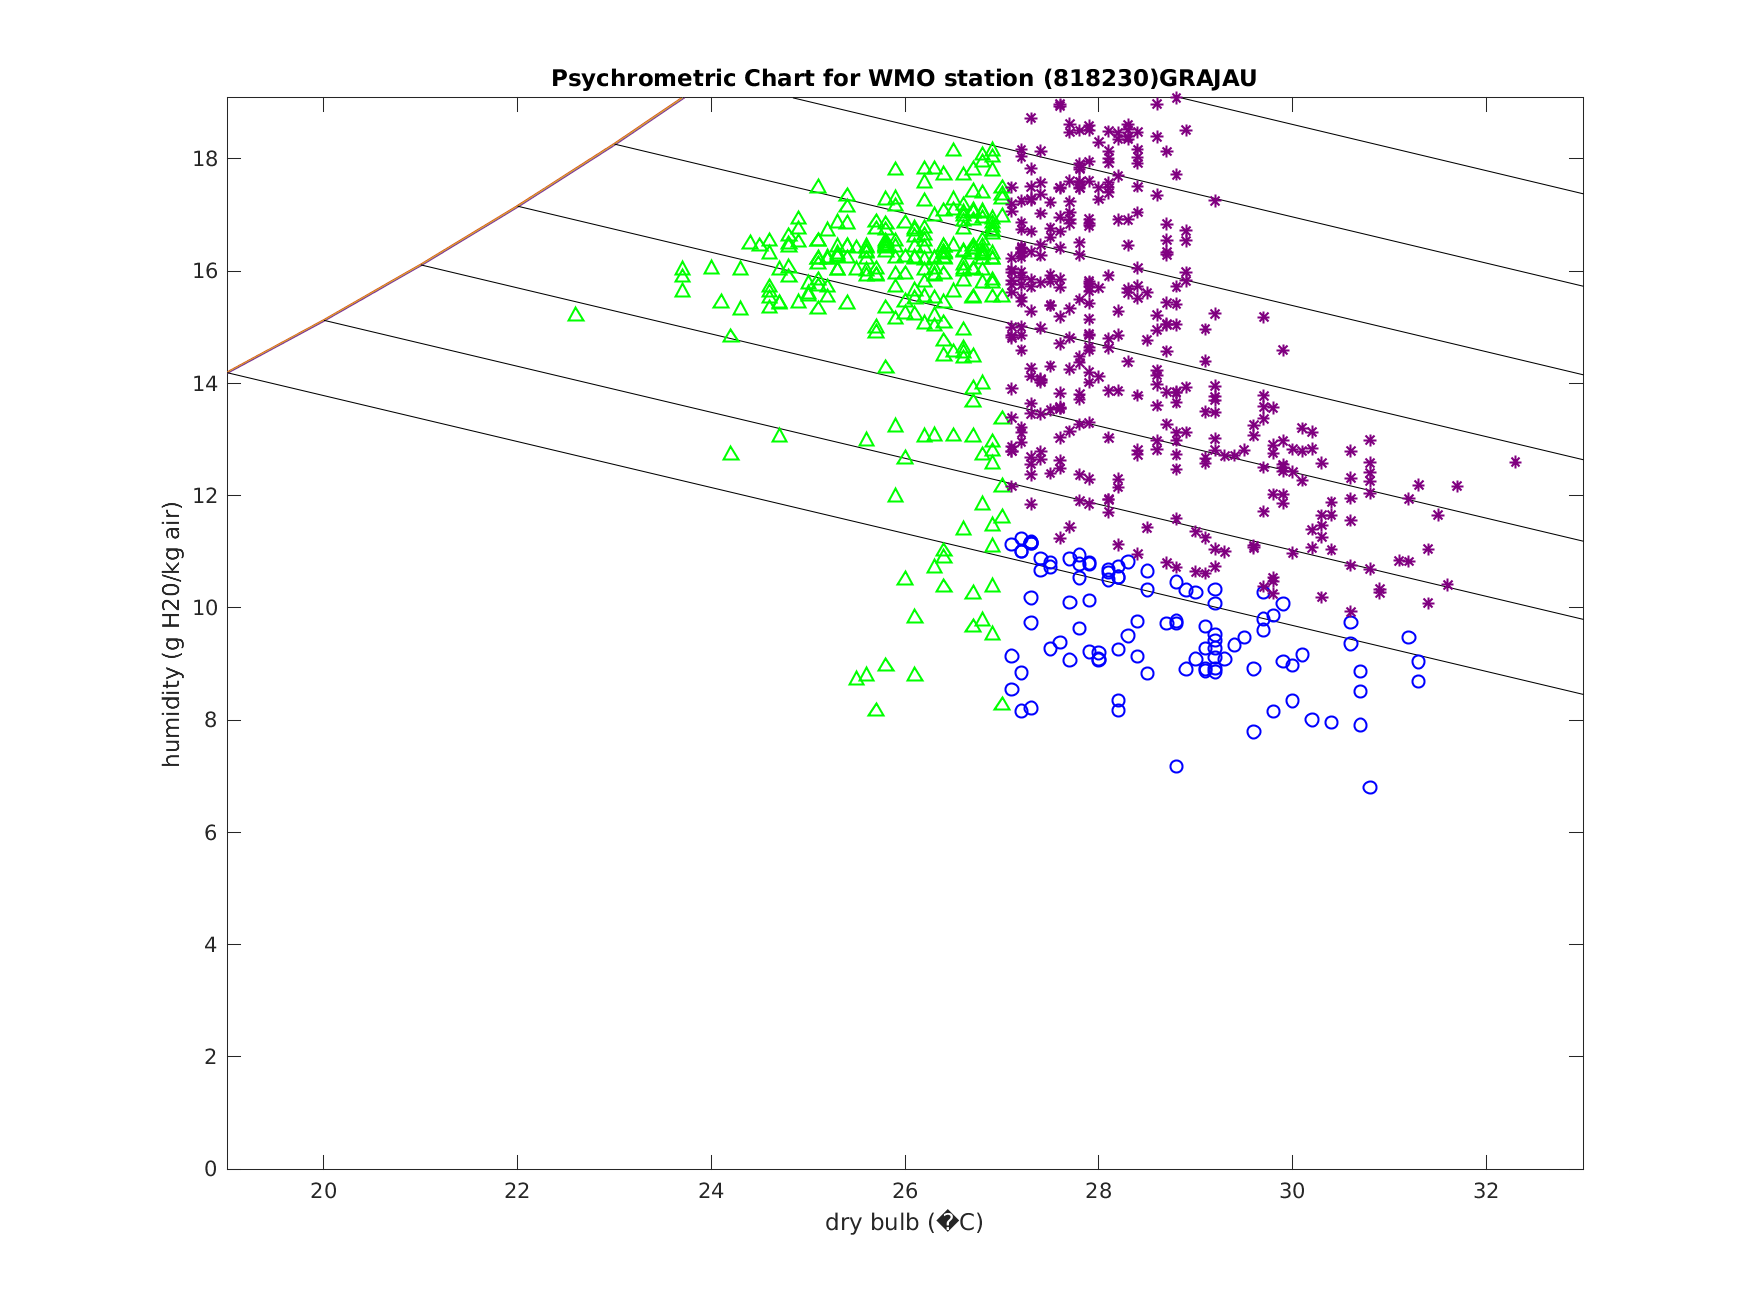 Psychrometric Chart for WMO station (818230)GRAJAU
18
16
14
12
10
8
6
4
2
0
humidity (g H20/kg air)
20 22 24 26 28 30 32
dry bulb (�C)